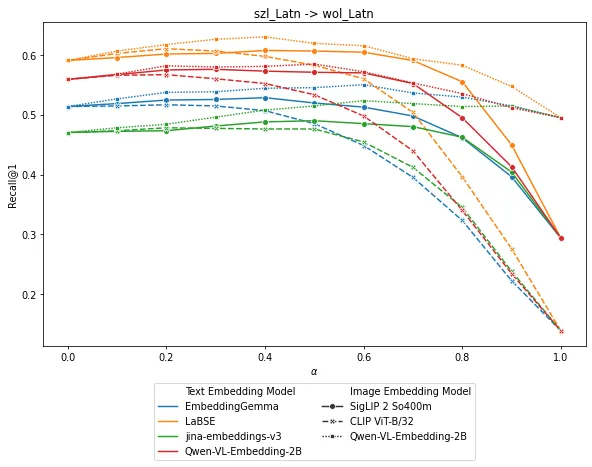 szl_Latn -> wol_Latn
Recall@1
0.6
0.5
0.4
0.3
0.2
0.0 0.2 0.4 0.6 0.8 1.0
α
Text Embedding Model
EmbeddingGemma
LaBSE
jina-embeddings-v3
Qwen-VL-Embedding-2B
Image Embedding Model
SigLIP 2 So400m
CLIP ViT-B/32
Qwen-VL-Embedding-2B